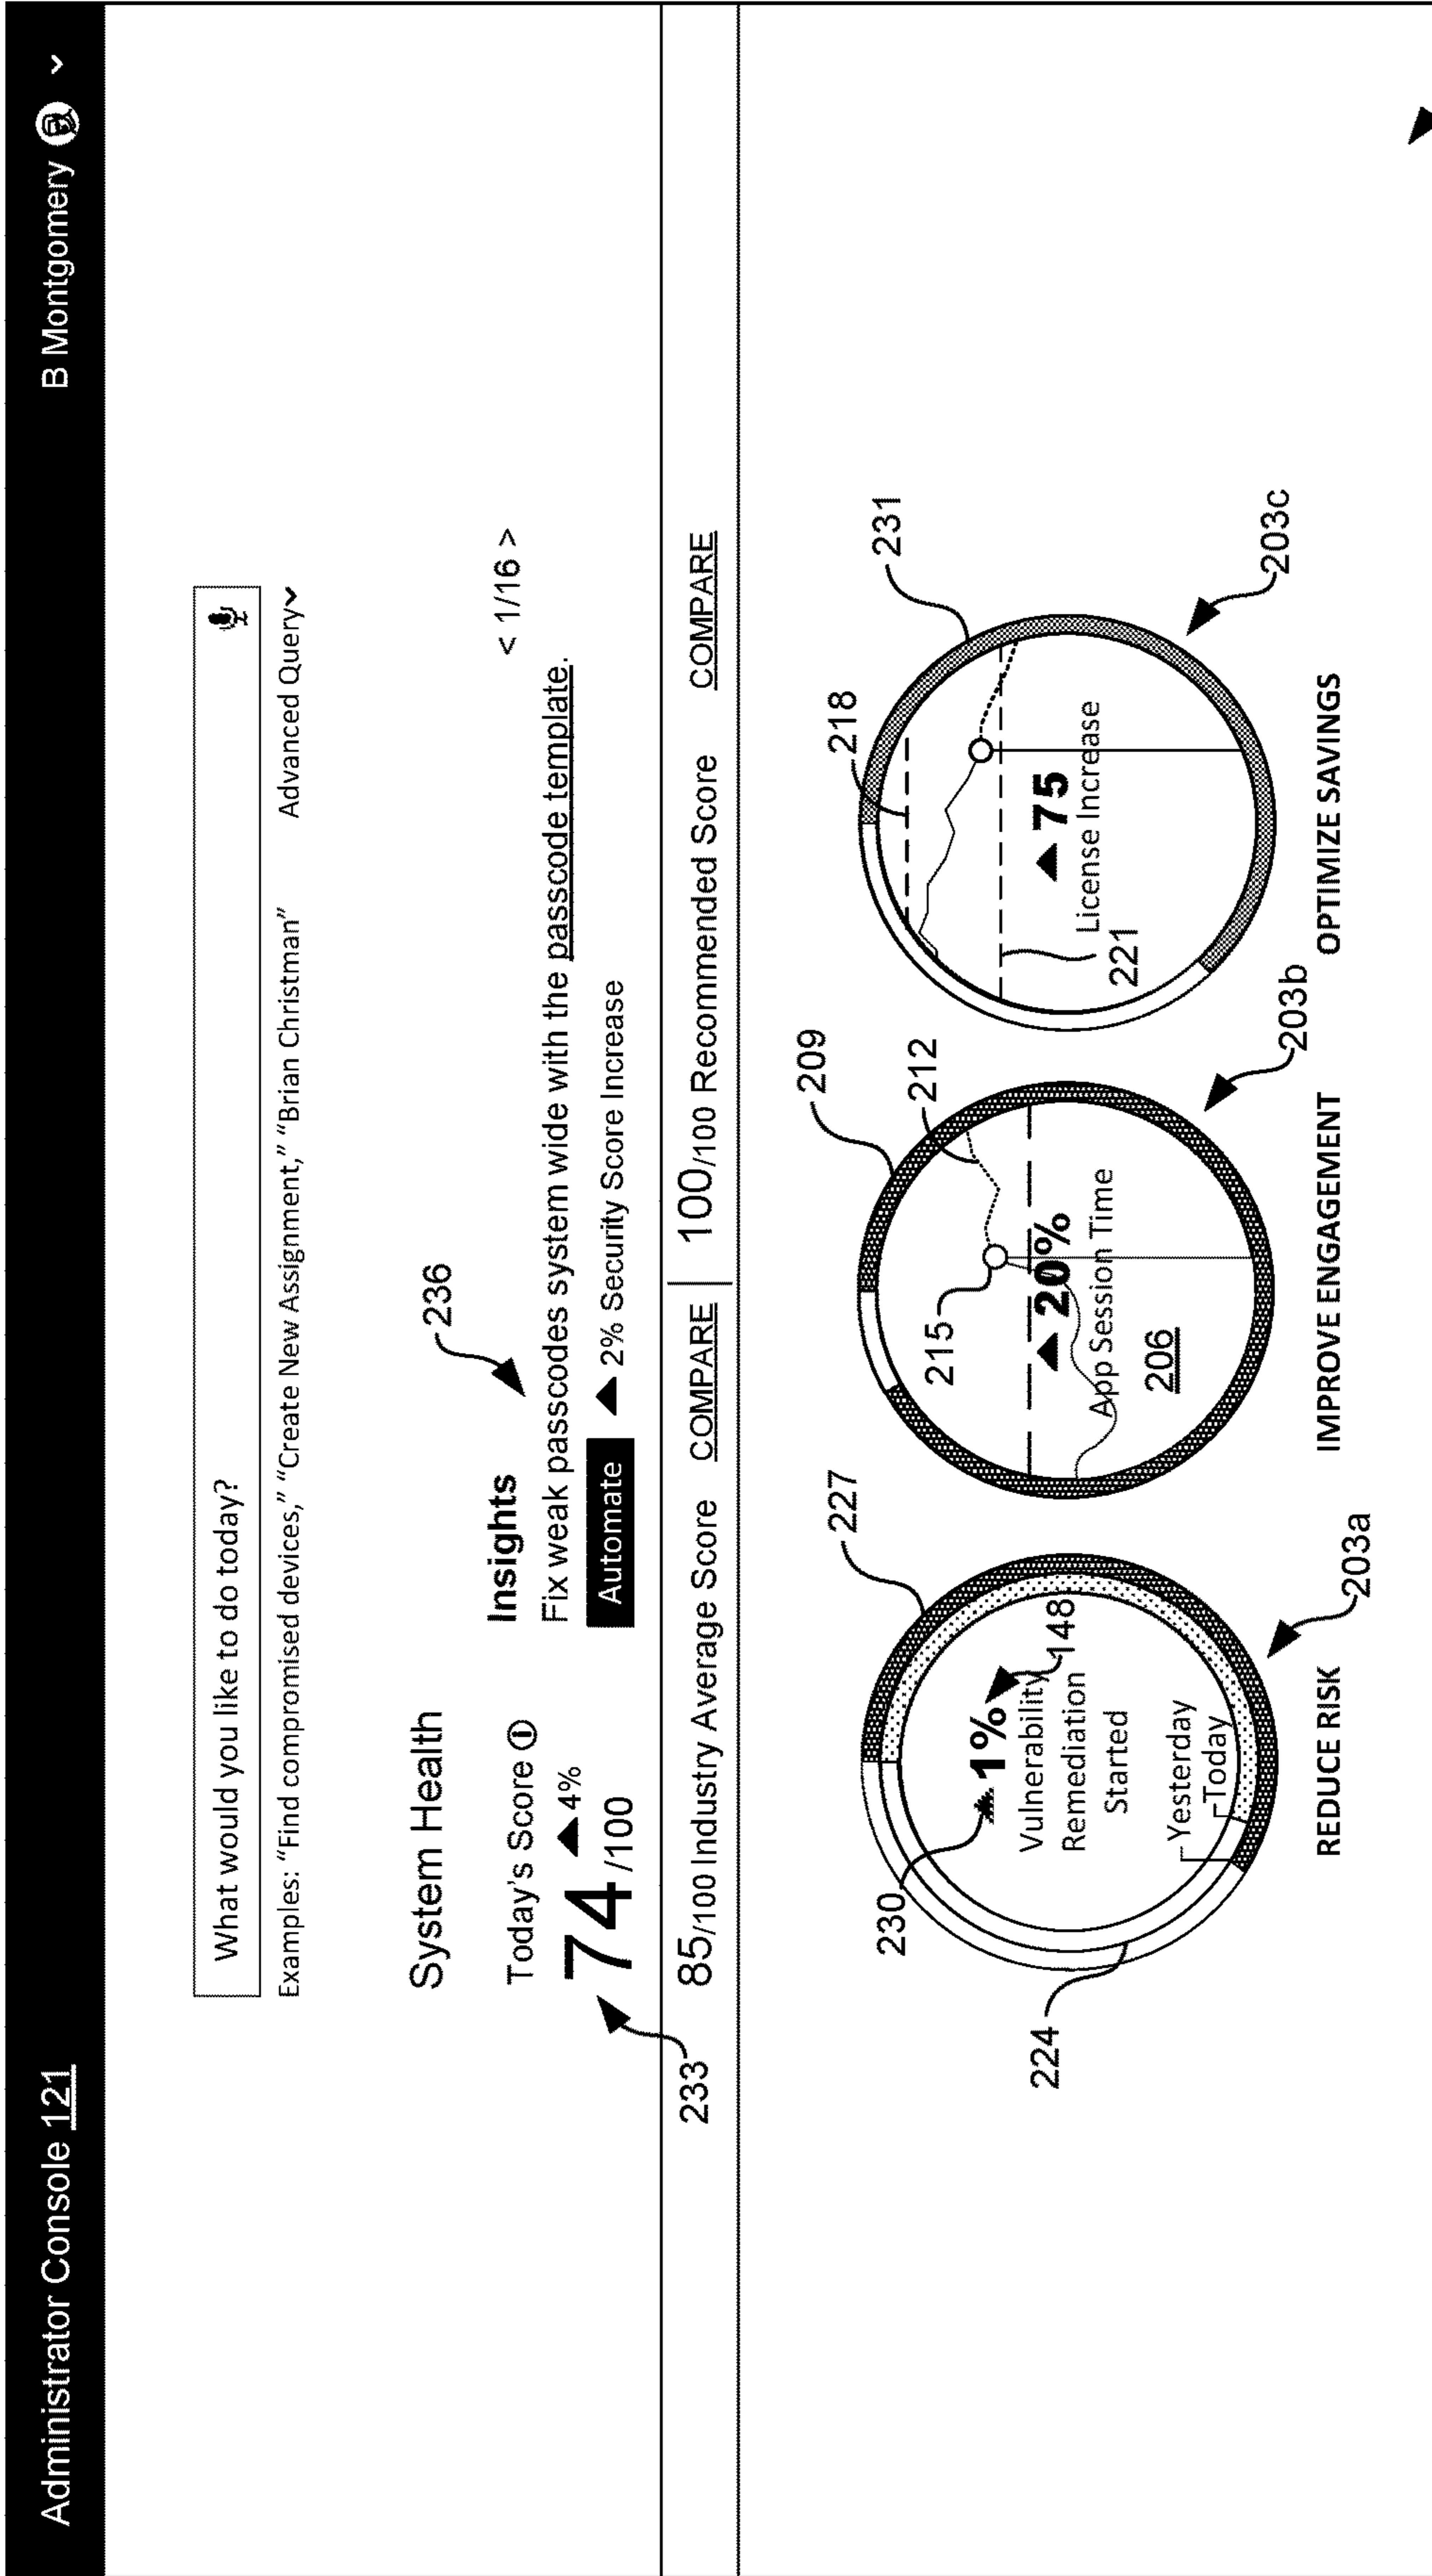 Administrator Console 121
B Montgomery
What would you like to do today?
Examples: “Find compromised devices,” “Create New Assignment,” “Brian Christman”
Advanced Query
System Health
Today’s Score
74/100
4%
233
Insights
< 1/16 >
236
Fix weak passcodes system wide with the passcode template.
Automate
2% Security Score Increase
85/100 Industry Average Score
COMPARE
100/100 Recommended Score
COMPARE
224
230
227
1%
148
Vulnerability
Remediation
Started
Yesterday
Today
REDUCE RISK
203a
209
212
215
20%
App Session Time
206
IMPROVE ENGAGEMENT
203b
218
231
221
75
License Increase
OPTIMIZE SAVINGS
203c